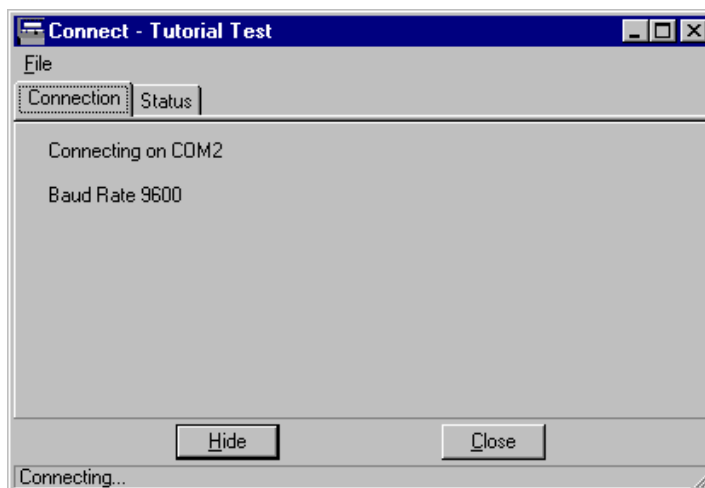 Connect - Tutorial Test
File
Connection Status
Connecting on COM2
Baud Rate 9600
Hide Close
Connecting...